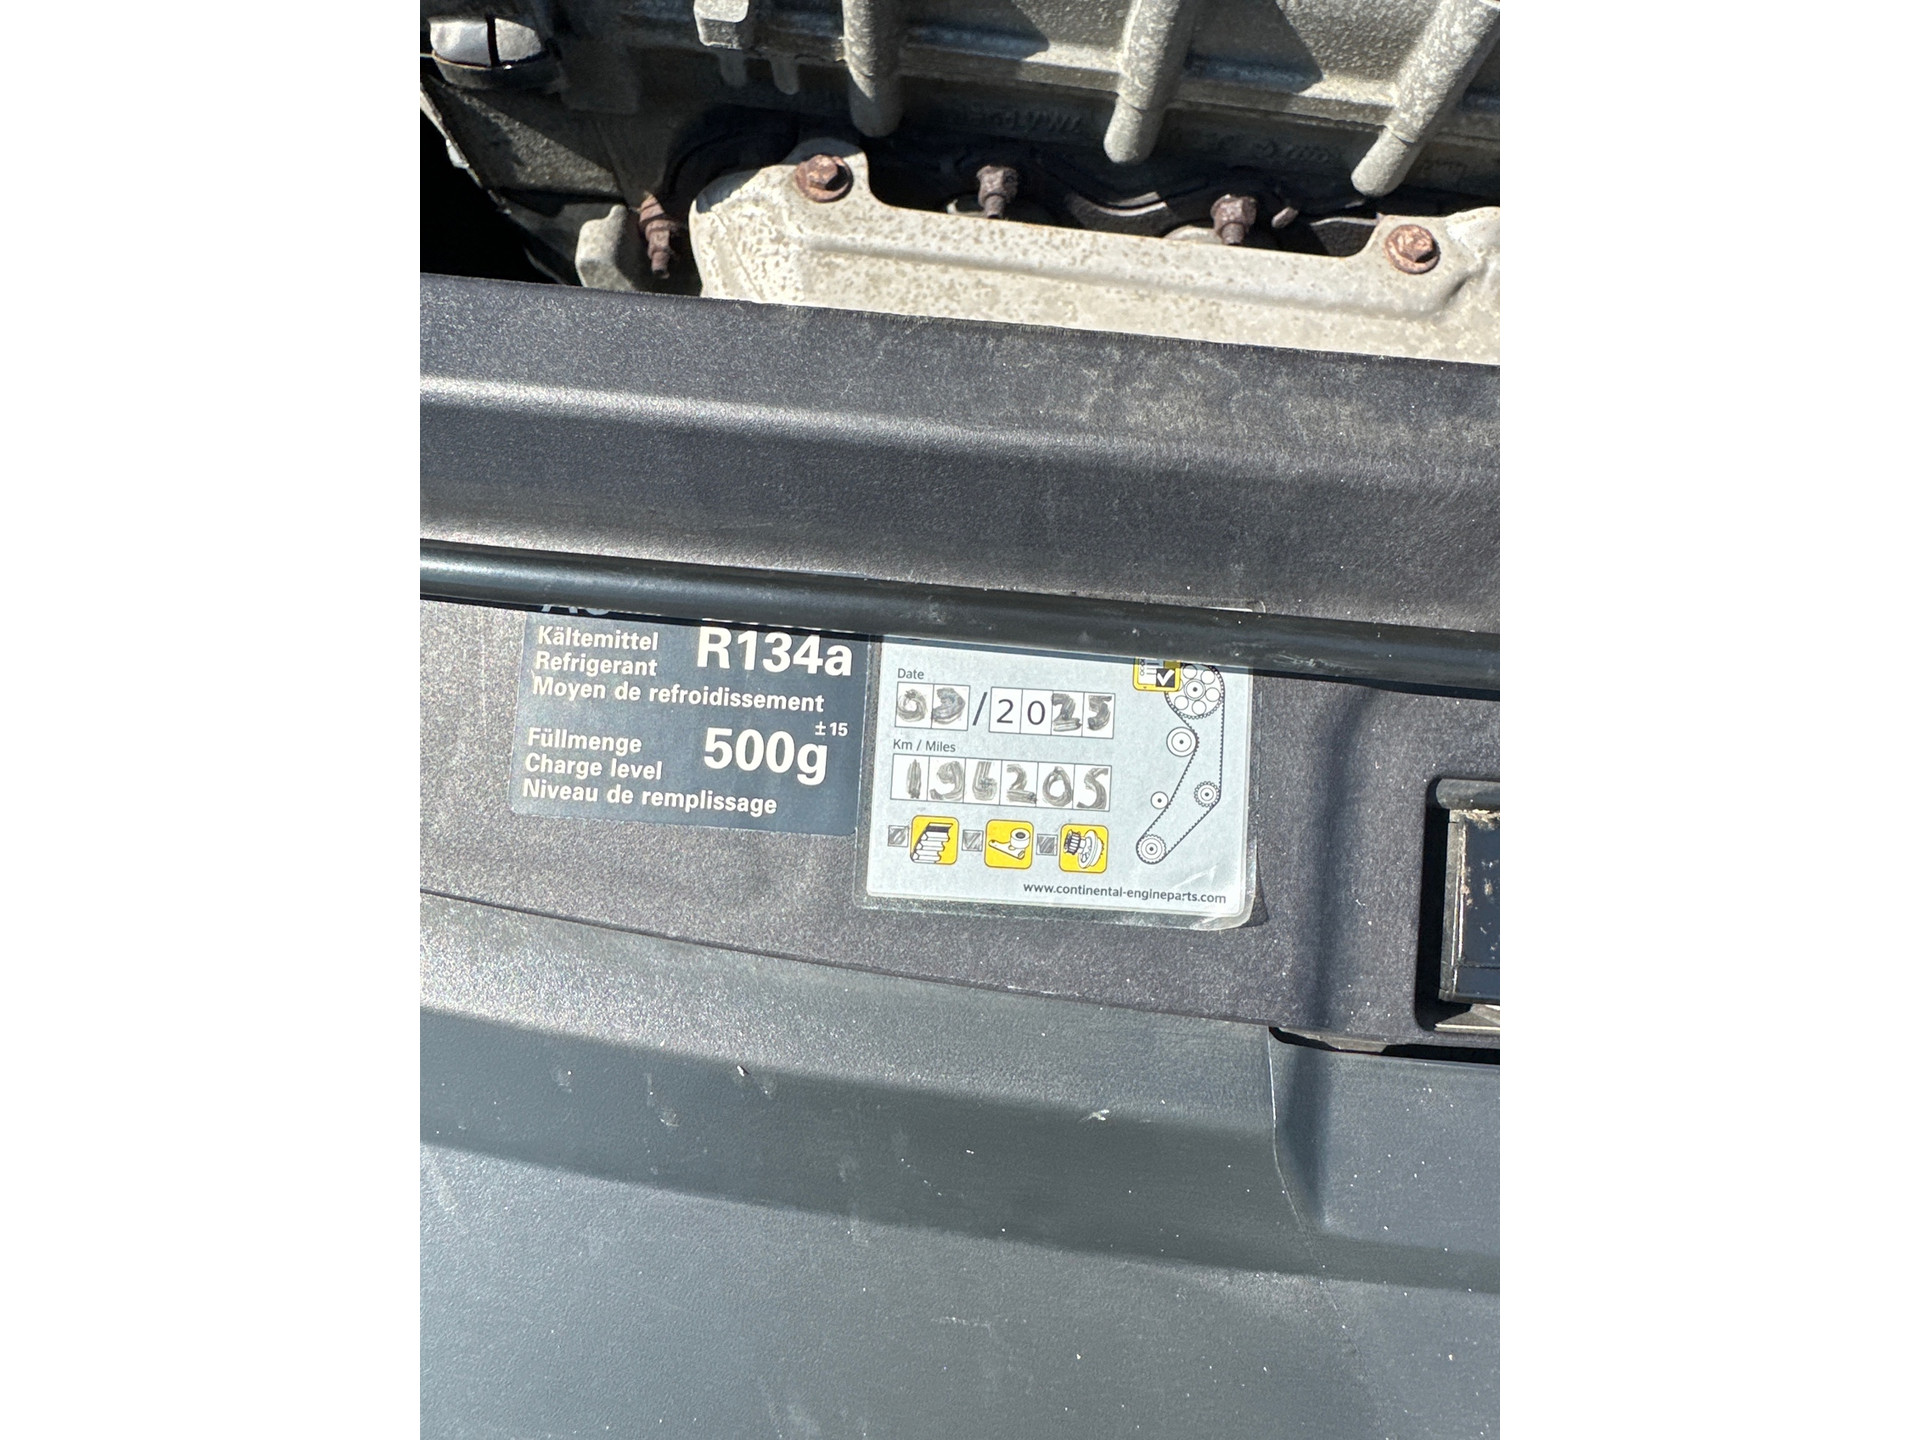 Kältemittel
Refrigerant
R134a
Moyen de refroidissement
Füllmenge
Charge level
500g
±15
Niveau de remplissage
Date
09/2025
Km / Miles
196205
www.continental-engineparts.com